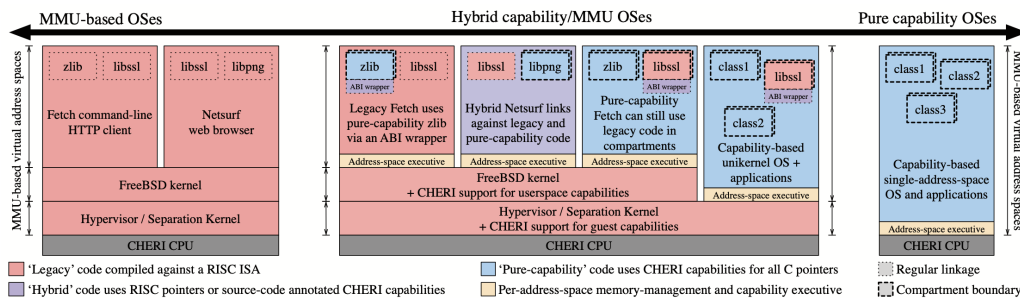 MMU-based OSes
Hybrid capability/MMU OSes
Pure capability OSes
MMU-based virtual address spaces
zlib
libssl
Fetch command-line
HTTP client
libssl
libpng
Netsurf
web browser
FreeBSD kernel
Hypervisor / Separation Kernel
CHERI CPU
zlib
libssl
ABI wrapper
Legacy Fetch uses
pure-capability zlib
via an ABI wrapper
Address-space executive
libssl
libpng
Hybrid Netsurf links
against legacy and
pure-capability code
Address-space executive
zlib
libssl
ABI wrapper
Pure-capability
Fetch can still use
legacy code in
compartments
Address-space executive
class1
libssl
ABI wrapper
class2
Capability-based
unikernel OS +
applications
Address-space executive
FreeBSD kernel
+ CHERI support for userspace capabilities
Hypervisor / Separation Kernel
+ CHERI support for guest capabilities
CHERI CPU
class1
class2
class3
Capability-based
single-address-space
OS and applications
Address-space executive
CHERI CPU
MMU-based virtual address spaces
‘Legacy’ code compiled against a RISC ISA
‘Hybrid’ code uses RISC pointers or source-code annotated CHERI capabilities
‘Pure-capability’ code uses CHERI capabilities for all C pointers
Per-address-space memory-management and capability executive
Regular linkage
Compartment boundary